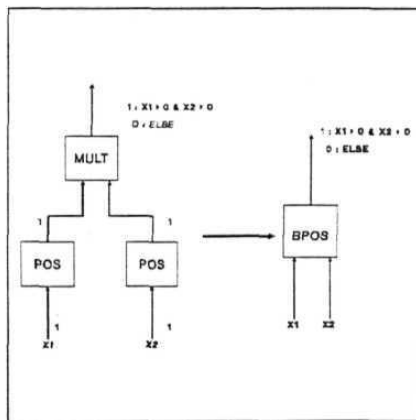 1 : X1 > 0 & X2 > 0
0 : ELSE
MULT
1 1
POS POS
1 1
X1 X2
1 : X1 > 0 & X2 > 0
0 : ELSE
BPOS
X1 X2